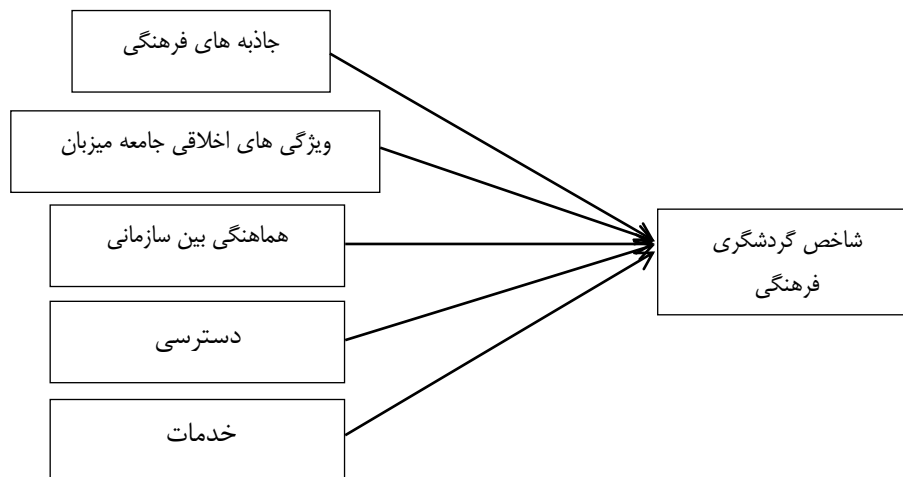 جاذبه های فرهنگی
ویژگی های اخلاقی جامعه میزبان
هماهنگی بین سازمانی
دسترسی
خدمات
شاخص گردشگری
فرهنگی